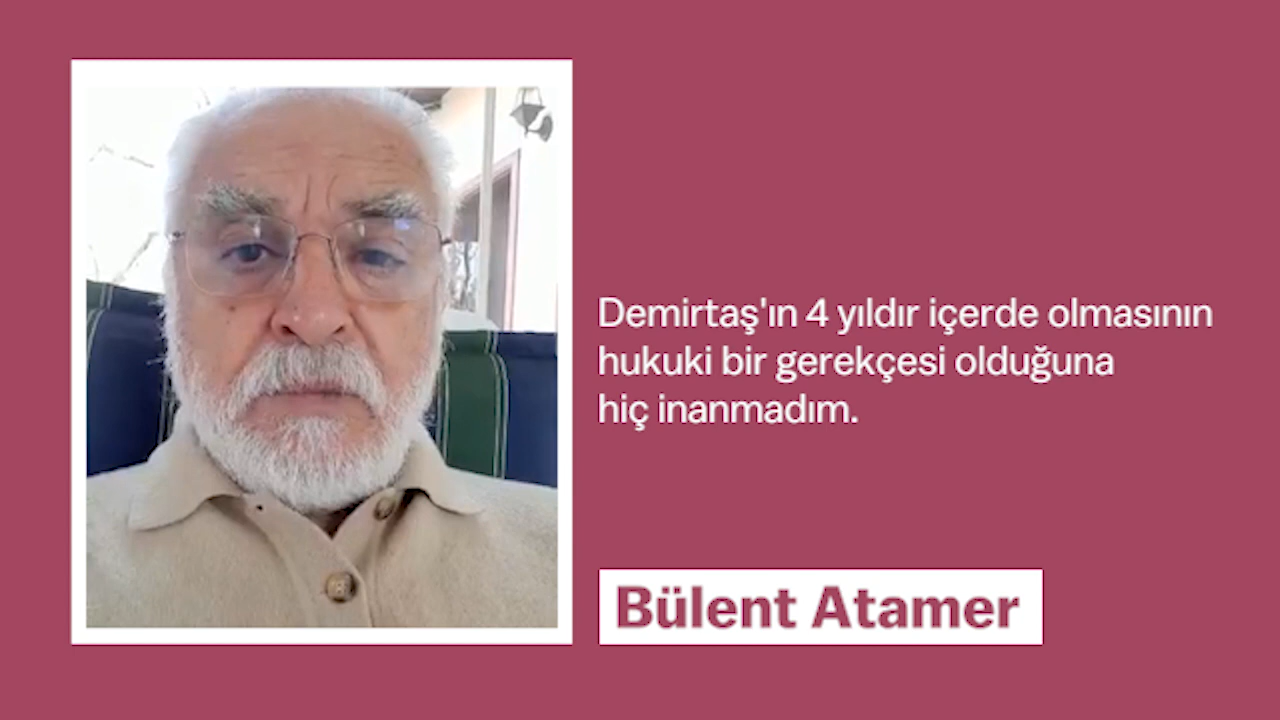 Demirtaş'ın 4 yıldır içerde olmasının
hukuki bir gerekçesi olduğuna
hiç inanmadım.
Bülent Atamer